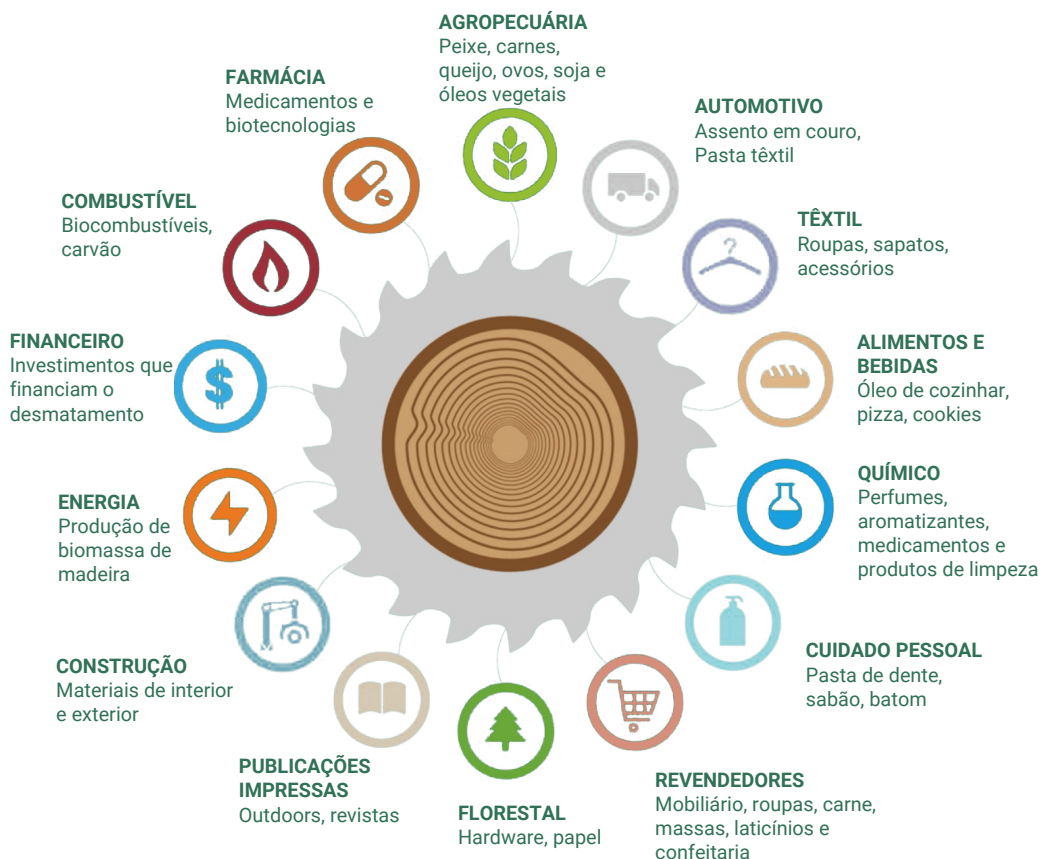 AGROPECUÁRIA
Peixe, carnes,
queijo, ovos, soja e
óleos vegetais
AUTOMOTIVO
Assento em couro,
Pasta têxtil
TÊXTIL
Roupas, sapatos,
acessórios
ALIMENTOS E
BEBIDAS
Óleo de cozinhar,
pizza, cookies
QUÍMICO
Perfumes,
aromatizantes,
medicamentos e
produtos de limpeza
CUIDADO PESSOAL
Pasta de dente,
sabão, batom
REVENDEDORES
Mobiliário, roupas, carne,
massas, laticínios e
confeitaria
FLORESTAL
Hardware, papel
PUBLICAÇÕES
IMPRESSAS
Outdoors, revistas
CONSTRUÇÃO
Materiais de interior
e exterior
ENERGIA
Produção de
biomassa de
madeira
FINANCEIRO
Investimentos que
financiam o
desmatamento
$
COMBUSTÍVEL
Biocombustíveis,
carvão
FARMÁCIA
Medicamentos e
biotecnologias